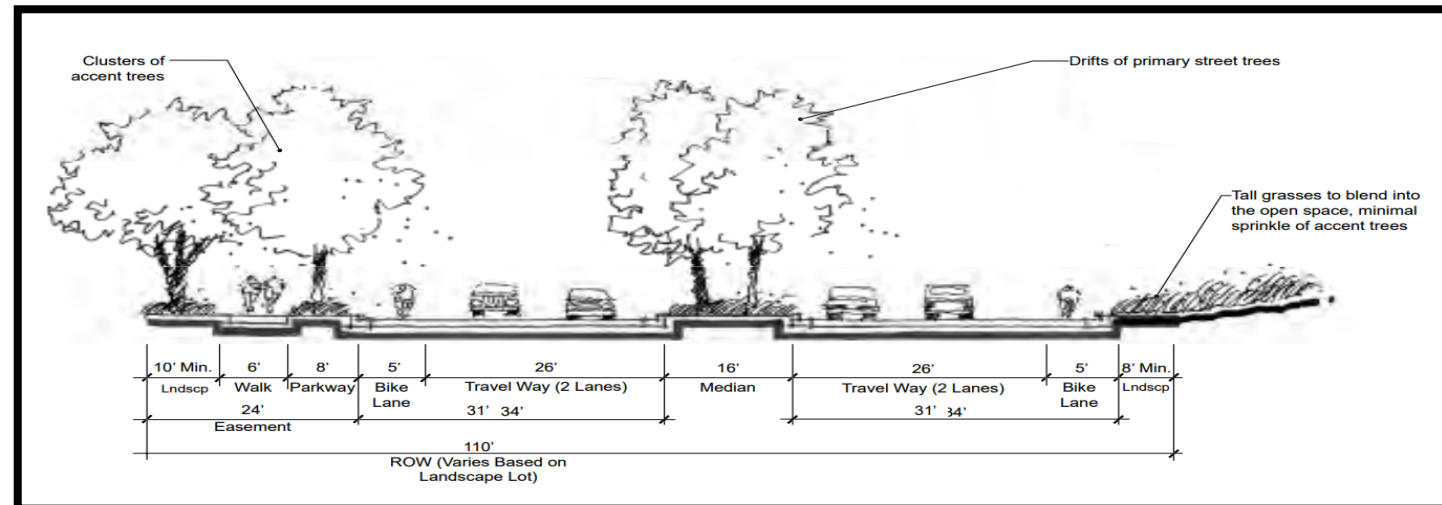 Clusters of
accent trees
Drifts of primary street trees
Tall grasses to blend into
the open space, minimal
sprinkle of accent trees
10' Min. 6' 8' 5' 26' 16' 26' 5' 8' Min.
Lndscp Walk Parkway Bike Lane Travel Way (2 Lanes) Median Travel Way (2 Lanes) Bike Lane Lndscp
24' 31' 34' 31' 34'
Easement
110'
ROW (Varies Based on
Landscape Lot)